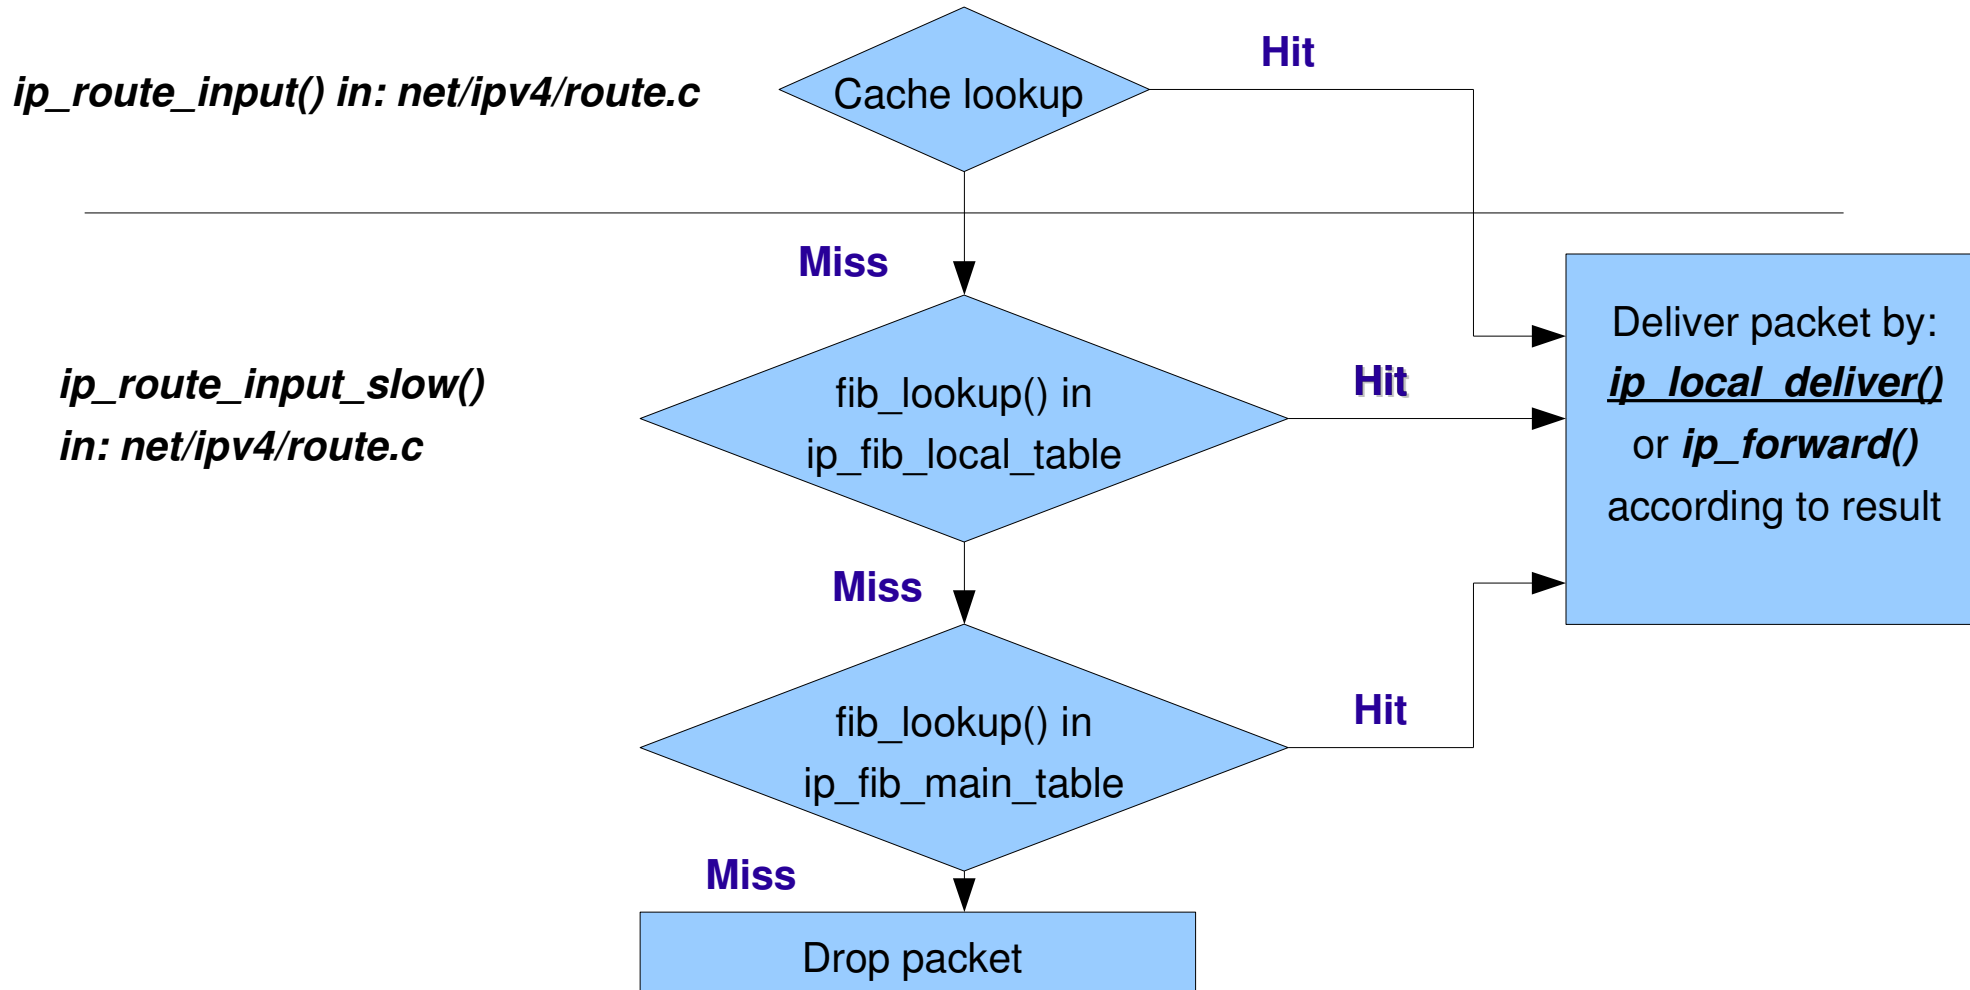 Hit
ip_route_input() in: net/ipv4/route.c
Cache lookup
Miss
Deliver packet by:
ip_local_deliver()
or ip_forward()
according to result
ip_route_input_slow()
in: net/ipv4/route.c
fib_lookup() in
ip_fib_local_table
Hit
Miss
fib_lookup() in
ip_fib_main_table
Hit
Miss
Drop packet